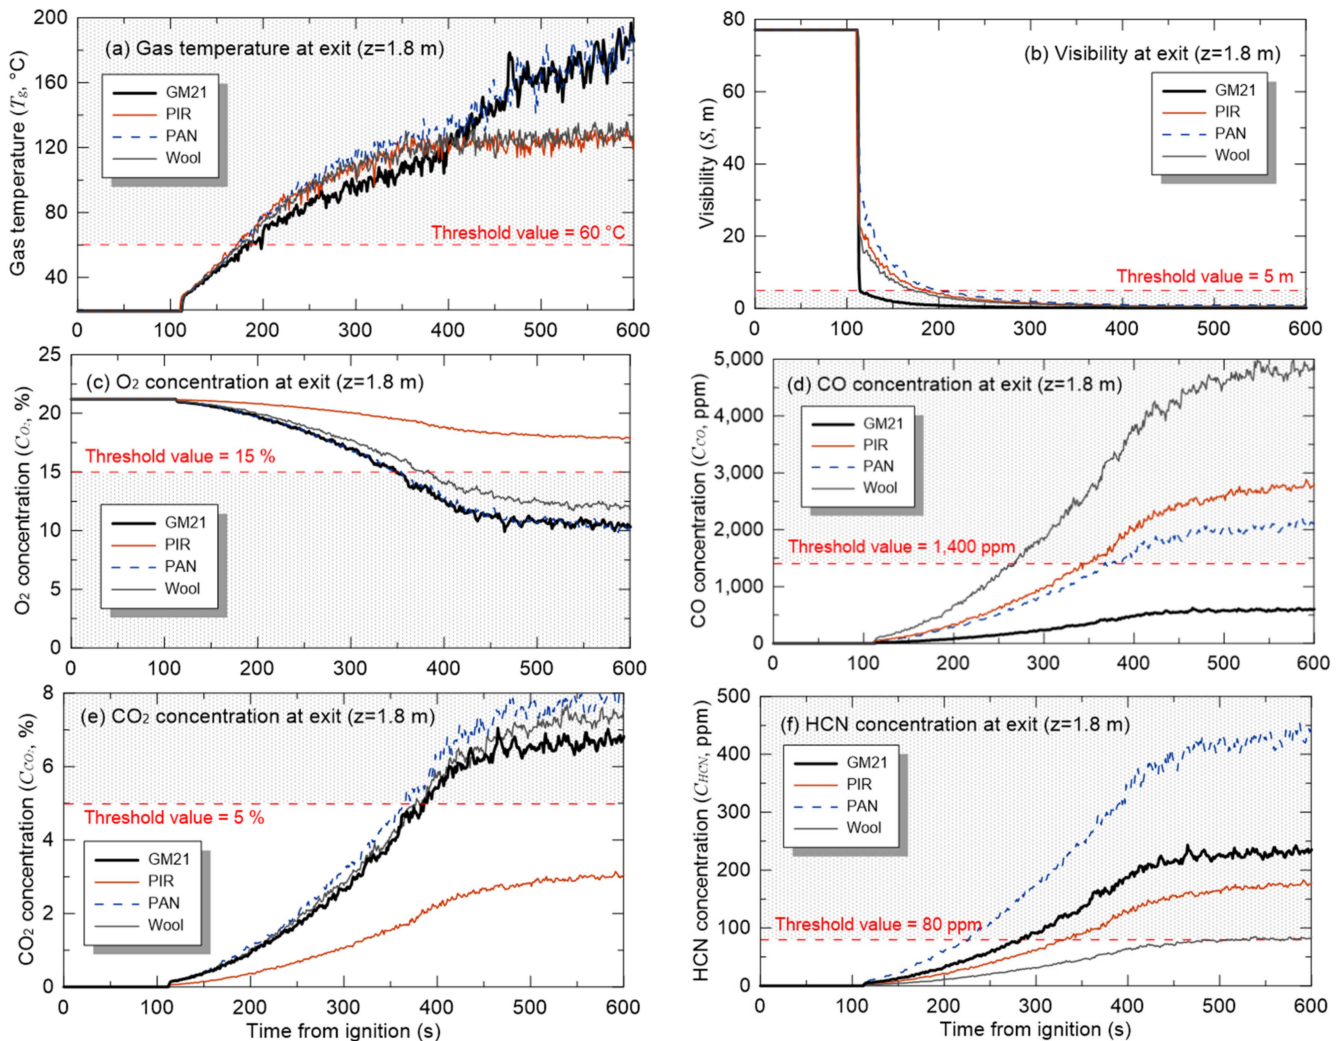 (a) Gas temperature at exit (z=1.8 m)
GM21
PIR
PAN
Wool
Threshold value = 60 °C
Gas temperature (Tg, °C)
200
160
120
80
40
0 100 200 300 400 500 600
(b) Visibility at exit (z=1.8 m)
GM21
PIR
PAN
Wool
Threshold value = 5 m
Visibility (S, m)
80
60
40
20
0
0 100 200 300 400 500 600
(c) O₂ concentration at exit (z=1.8 m)
Threshold value = 15 %
GM21
PIR
PAN
Wool
O₂ concentration (CO₂, %)
25
20
15
10
5
0
0 100 200 300 400 500 600
(d) CO concentration at exit (z=1.8 m)
GM21
PIR
PAN
Wool
Threshold value = 1,400 ppm
CO concentration (CCO, ppm)
5,000
4,000
3,000
2,000
1,000
0
0 100 200 300 400 500 600
(e) CO₂ concentration at exit (z=1.8 m)
Threshold value = 5 %
GM21
PIR
PAN
Wool
CO₂ concentration (CCO₂, %)
8
6
4
2
0
0 100 200 300 400 500 600
Time from ignition (s)
(f) HCN concentration at exit (z=1.8 m)
GM21
PIR
PAN
Wool
Threshold value = 80 ppm
HCN concentration (CHCN, ppm)
500
400
300
200
100
0
0 100 200 300 400 500 600
Time from ignition (s)